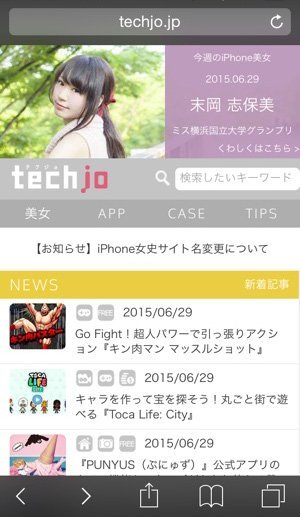 techjo.jp
今週のiPhone美女
2015.06.29
末岡 志保美
ミス横浜国立大学グランプリ
くわしくはこちら >
テクジョ
techjo
検索したいキーワード
美女 APP CASE TIPS
【お知らせ】iPhone女史サイト名変更について
NEWS 新着記事
FREE 2015/06/29
Go Fight！超人パワーで引っ張りアクシ
ョン『キン肉マン マッスルショット』
2015/06/29
キャラを作って宝を探そう！丸ごと街で遊
べる『Toca Life: City』
TOCA
LIFE
FREE 2015/06/29
『PUNYUS（ぷにゅず）』公式アプリの